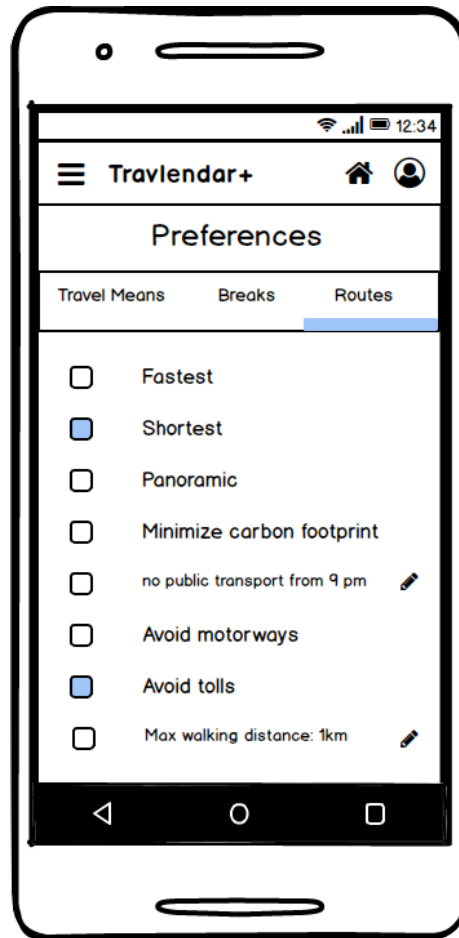 12:34
Travlendar+
Preferences
Travel Means Breaks Routes
Fastest
Shortest
Panoramic
Minimize carbon footprint
no public transport from 9 pm
Avoid motorways
Avoid tolls
Max walking distance: 1km